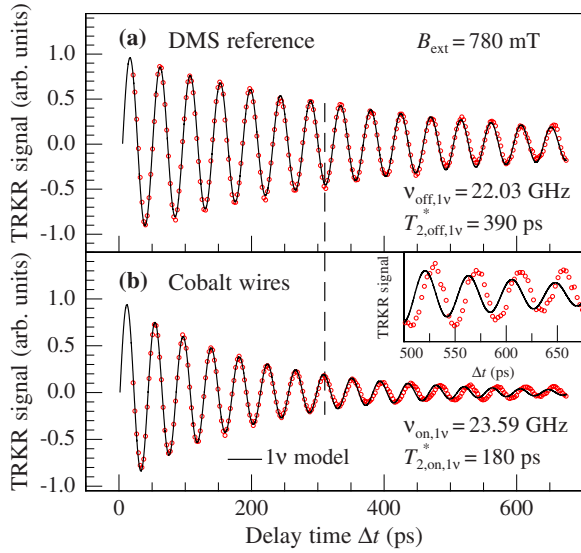 (a) DMS reference B_ext = 780 mT
TRKR signal (arb. units)
1.0
0.5
0.0
-0.5
-1.0
ν_off,1ν = 22.03 GHz
T*_2,off,1ν = 390 ps
(b) Cobalt wires
TRKR signal (arb. units)
1.0
0.5
0.0
-0.5
-1.0
TRKR signal
500 550 600 650
Δt (ps)
ν_on,1ν = 23.59 GHz
T*_2,on,1ν = 180 ps
1ν model
0 200 400 600
Delay time Δt (ps)